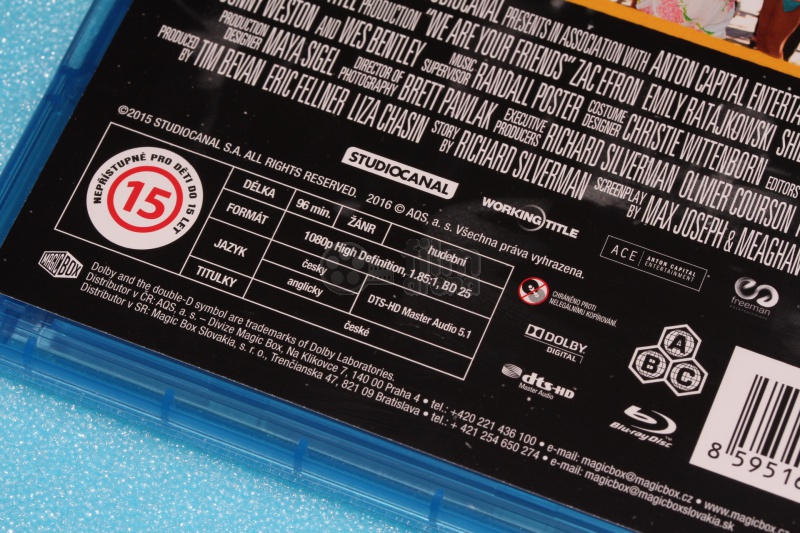 STUDIOCANAL PRESENTS IN ASSOCIATION WITH ANTON CAPITAL
PRODUCTION "WE ARE YOUR FRIENDS" ZAC EFRON EMILY RATAJKOWSKI
WESTON AND WES BENTLEY MUSIC SUPERVISOR RANDALL POSTER COSTUME DESIGNER CHRISTIE WITTENBORN EDITORS
PRODUCTION DESIGNER MAYA SIGEL DIRECTOR OF PHOTOGRAPHY BRETT PAWLAK EXECUTIVE PRODUCERS RICHARD SILVERMAN OLIVIER COURSON
PRODUCED BY TIM BEVAN ERIC FELLNER LIZA CHASIN STORY BY RICHARD SILVERMAN SCREENPLAY BY MAX JOSEPH & MEAGHAN
©2015 STUDIOCANAL S.A. ALL RIGHTS RESERVED. 2016 © AQS, a. s. Všechna práva vyhrazena.
STUDIOCANAL
WORKING TITLE
ACE ANTON CAPITAL
ENTERTAINMENT
freeman
NEPŘÍSTUPNÉ PRO DĚTI DO 15 LET
15
DÉLKA 96 min. ŽÁNR hudební
FORMÁT 1080p High Definition, 1.85:1, BD 25
JAZYK český
anglický DTS-HD Master Audio 5.1
TITULKY české
CHRÁNĚNO PROTI
NELEGÁLNÍMU KOPÍROVÁNÍ.
DOLBY
DIGITAL
dts-HD
Master Audio
A
B C
Blu-ray Disc
MAGICBOX
Dolby and the double-D symbol are trademarks of Dolby Laboratories.
Distributor v ČR: AQS, a. s. – Divize Magic Box, Na Klikovce 7, 140 00 Praha 4 • tel.: +420 221 436 100 • e-mail: magicbox@magicbox.cz •
Distributor v SR: Magic Box Slovakia, s. r. o., Trenčianska 47, 821 09 Bratislava • tel.: + 421 254 650 274 • e-mail: magicbox@magicboxslovakia.sk
8 59516